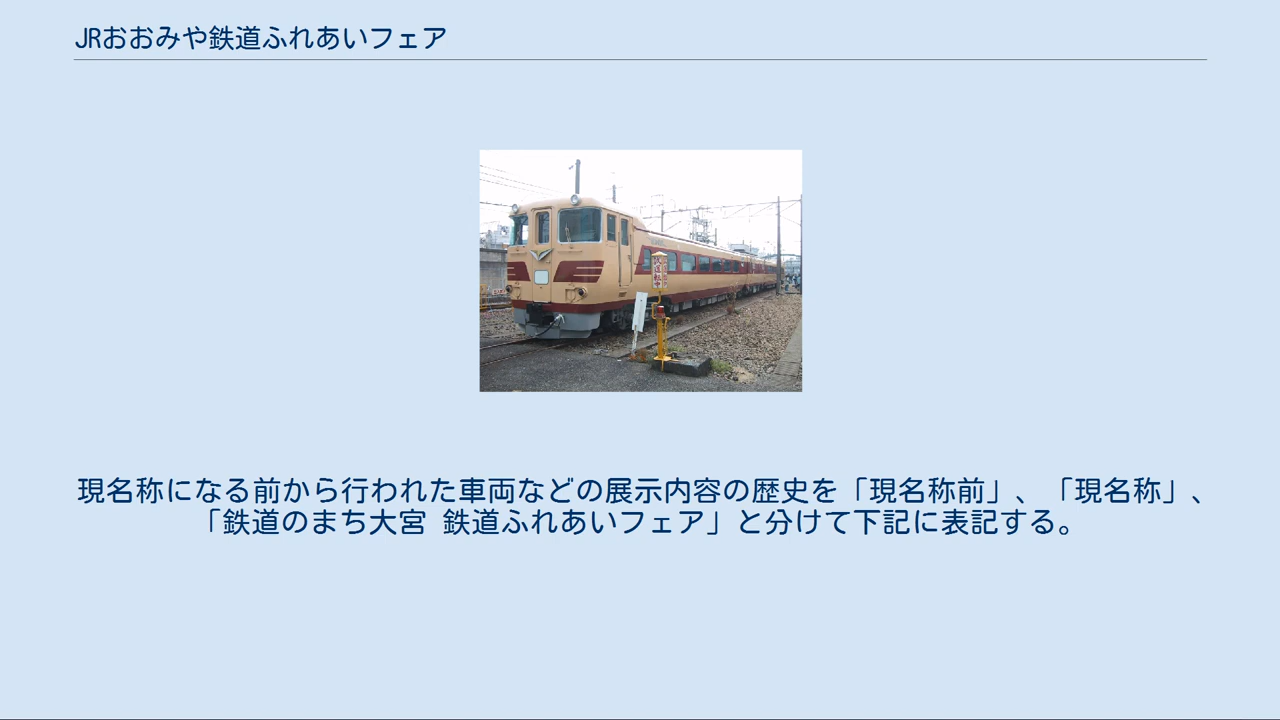 JRおおみや鉄道ふれあいフェア
現名称になる前から行われた車両などの展示内容の歴史を「現名称前」、「現名称」、
「鉄道のまち大宮 鉄道ふれあいフェア」と分けて下記に表記する。